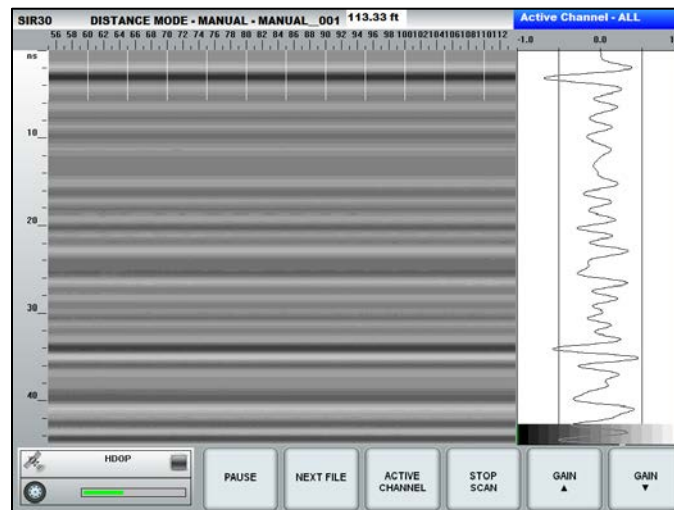 SIR30 DISTANCE MODE - MANUAL - MANUAL__001 113.33 ft Active Channel - ALL
56 58 60 62 64 66 68 70 72 74 76 78 80 82 84 86 88 90 92 94 96 98 100 102 104 106 108 110 112 -1.0 0.0
ns
10
20
30
40
HDOP
PAUSE NEXT FILE ACTIVE CHANNEL STOP SCAN GAIN ▲ GAIN ▼